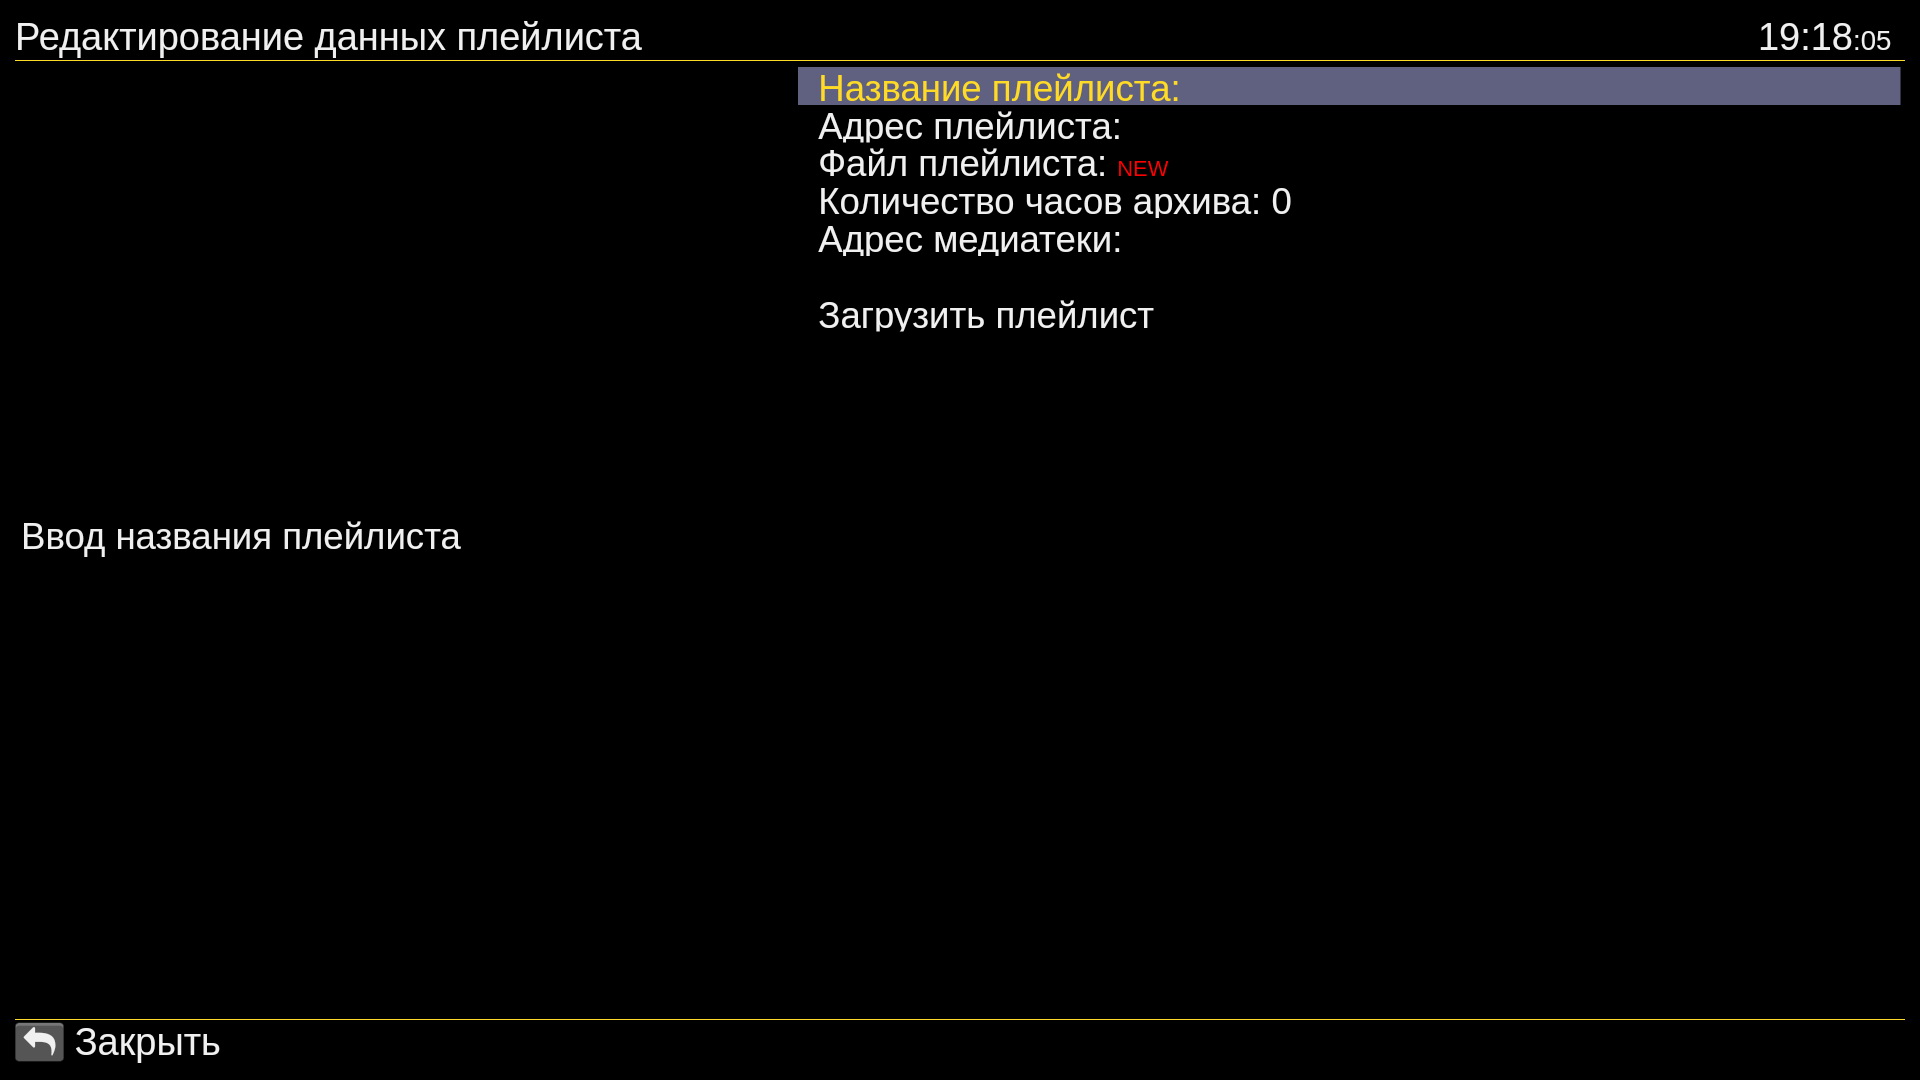 Редактирование данных плейлиста
19:18:05
Название плейлиста:
Адрес плейлиста:
Файл плейлиста: NEW
Количество часов архива: 0
Адрес медиатеки:
Загрузить плейлист
Ввод названия плейлиста
Закрыть